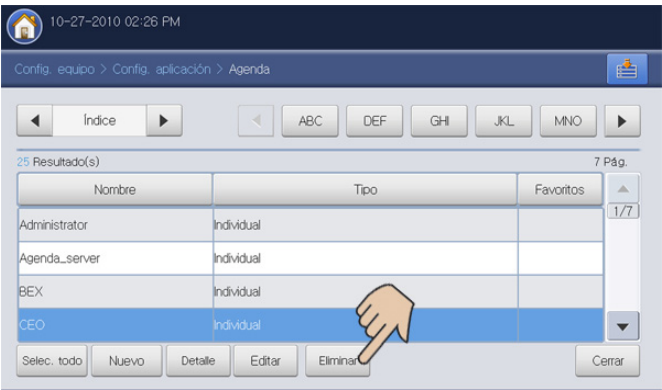 10-27-2010 02:26 PM
Config. equipo > Config. aplicación > Agenda
Índice ABC DEF GHI JKL MNO
25 Resultado(s) 7 Pág.
Nombre Tipo Favoritos
1/7
Administrator Individual
Agenda_server Individual
BEX Individual
CEO Individual
Selec. todo Nuevo Detalle Editar Eliminar Cerrar